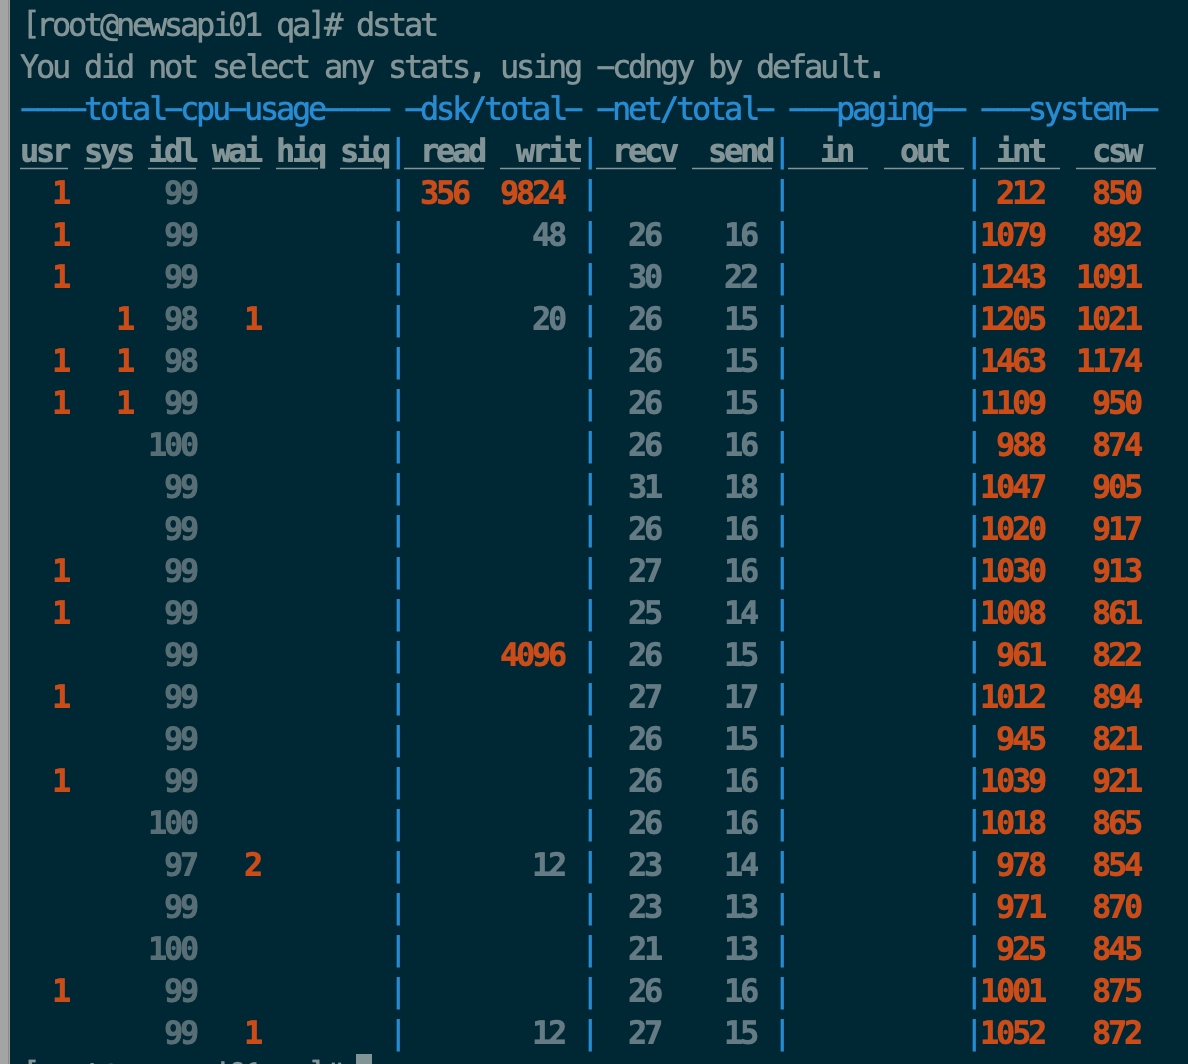 [root@newsapi01 qa]# dstat
You did not select any stats, using -cdngy by default.
----total-cpu-usage---- -dsk/total- -net/total- ---paging-- ---system--
usr sys idl wai hiq siq| read  writ| recv  send|  in   out | int   csw
  1      99            | 356  9824 |           |           | 212   850
  1      99            |        48 |  26    16 |           |1079   892
  1      99            |           |  30    22 |           |1243  1091
      1  98   1        |        20 |  26    15 |           |1205  1021
  1   1  98            |           |  26    15 |           |1463  1174
  1   1  99            |           |  26    15 |           |1109   950
        100            |           |  26    16 |           | 988   874
         99            |           |  31    18 |           |1047   905
         99            |           |  26    16 |           |1020   917
  1      99            |           |  27    16 |           |1030   913
  1      99            |           |  25    14 |           |1008   861
         99            |      4096 |  26    15 |           | 961   822
  1      99            |           |  27    17 |           |1012   894
         99            |           |  26    15 |           | 945   821
  1      99            |           |  26    16 |           |1039   921
        100            |           |  26    16 |           |1018   865
         97   2        |        12 |  23    14 |           | 978   854
         99            |           |  23    13 |           | 971   870
        100            |           |  21    13 |           | 925   845
  1      99            |           |  26    16 |           |1001   875
         99   1        |        12 |  27    15 |           |1052   872